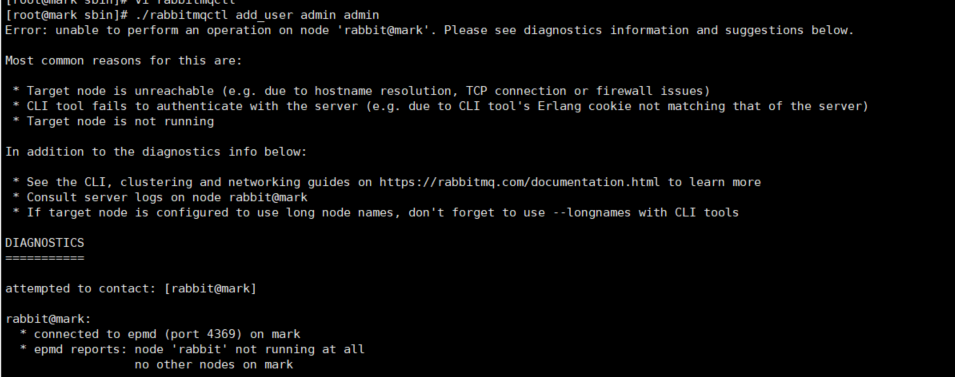 [root@mark sbin]# vi rabbitmqctl
[root@mark sbin]# ./rabbitmqctl add_user admin admin
Error: unable to perform an operation on node 'rabbit@mark'. Please see diagnostics information and suggestions below.
Most common reasons for this are:
* Target node is unreachable (e.g. due to hostname resolution, TCP connection or firewall issues)
* CLI tool fails to authenticate with the server (e.g. due to CLI tool's Erlang cookie not matching that of the server)
* Target node is not running
In addition to the diagnostics info below:
* See the CLI, clustering and networking guides on https://rabbitmq.com/documentation.html to learn more
* Consult server logs on node rabbit@mark
* If target node is configured to use long node names, don't forget to use --longnames with CLI tools
DIAGNOSTICS
===========
attempted to contact: [rabbit@mark]
rabbit@mark:
* connected to epmd (port 4369) on mark
* epmd reports: node 'rabbit' not running at all
no other nodes on mark